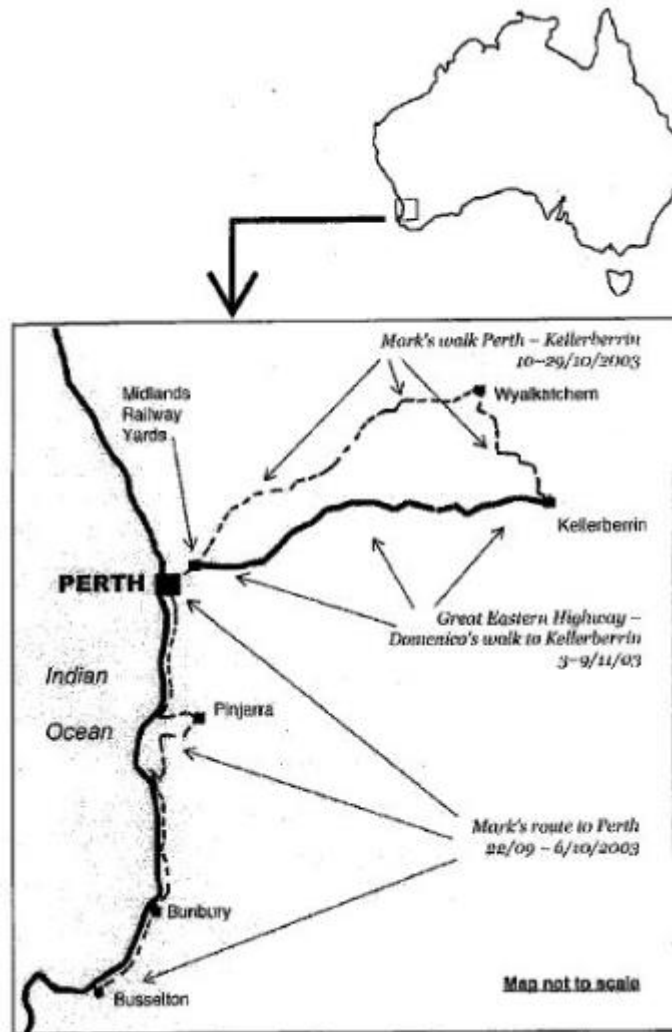 Mark's walk Perth – Kellerberrin
10–29/10/2003
Midlands
Railway
Yards
Wyalkatchem
Kellerberrin
PERTH
Great Eastern Highway –
Domenico's walk to Kellerberrin
3–9/11/03
Indian
Ocean
Pinjarra
Mark's route to Perth
22/09 – 6/10/2003
Bunbury
Busselton
Map not to scale